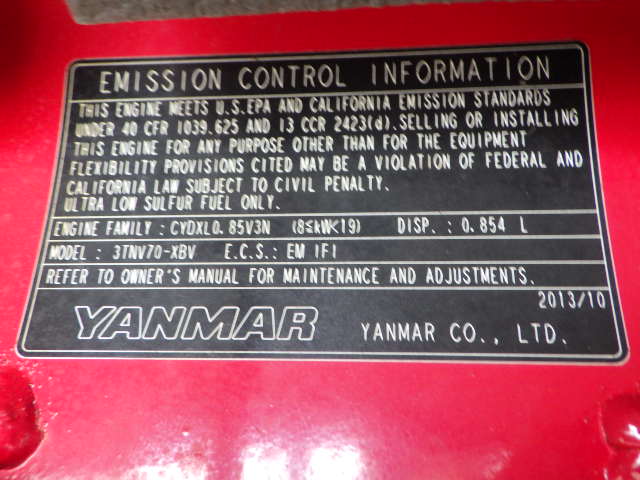 EMISSION CONTROL INFORMATION
THIS ENGINE MEETS U.S.EPA AND CALIFORNIA EMISSION STANDARDS
UNDER 40 CFR 1039.625 AND 13 CCR 2423(d).SELLING OR INSTALLING
THIS ENGINE FOR ANY PURPOSE OTHER THAN FOR THE EQUIPMENT
FLEXIBILITY PROVISIONS CITED MAY BE A VIOLATION OF FEDERAL AND
CALIFORNIA LAW SUBJECT TO CIVIL PENALTY.
ULTRA LOW SULFUR FUEL ONLY.
ENGINE FAMILY : CYDXL0.85V3N (8≤kW<19) DISP. : 0.854 L
MODEL : 3TNV70-XBV E.C.S.: EM IFI
REFER TO OWNER'S MANUAL FOR MAINTENANCE AND ADJUSTMENTS.
2013/10
YANMAR YANMAR CO., LTD.